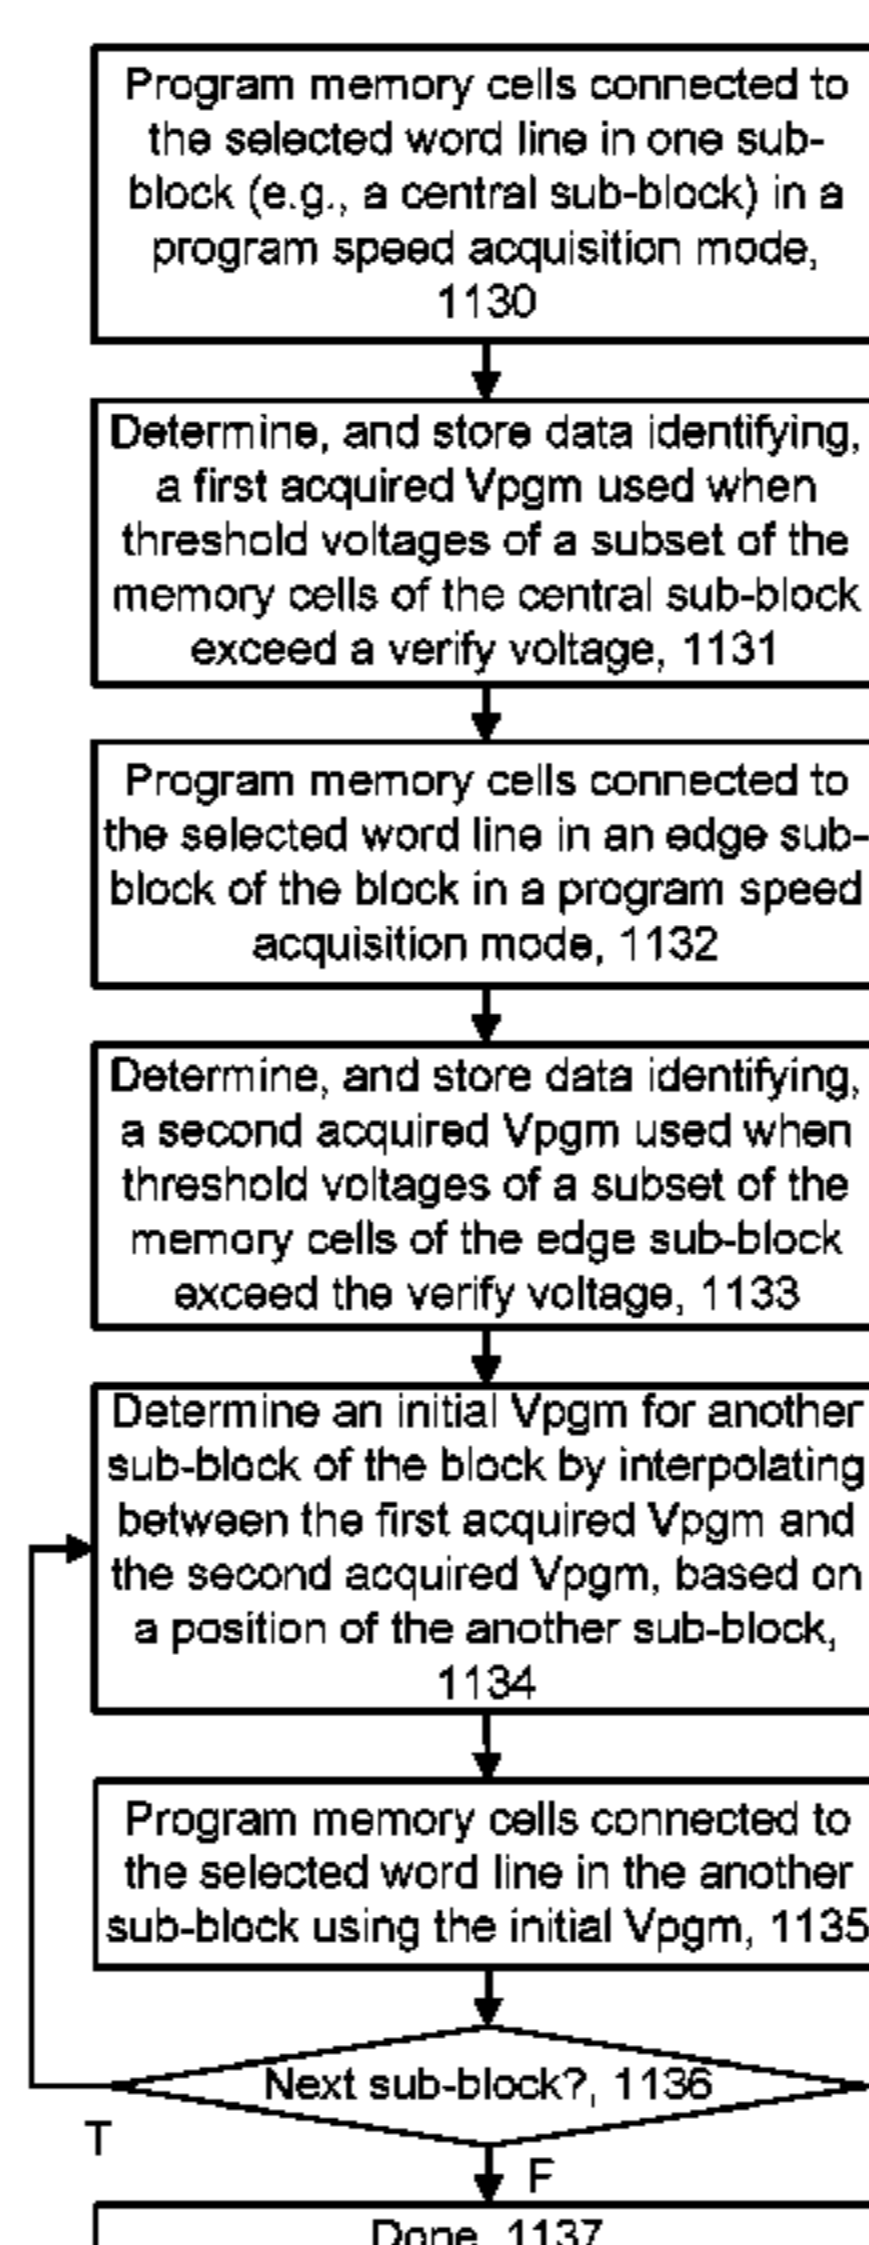 Program memory cells connected to
the selected word line in one sub-
block (e.g., a central sub-block) in a
program speed acquisition mode,
1130
Determine, and store data identifying,
a first acquired Vpgm used when
threshold voltages of a subset of the
memory cells of the central sub-block
exceed a verify voltage, 1131
Program memory cells connected to
the selected word line in an edge sub-
block of the block in a program speed
acquisition mode, 1132
Determine, and store data identifying,
a second acquired Vpgm used when
threshold voltages of a subset of the
memory cells of the edge sub-block
exceed the verify voltage, 1133
Determine an initial Vpgm for another
sub-block of the block by interpolating
between the first acquired Vpgm and
the second acquired Vpgm, based on
a position of the another sub-block,
1134
Program memory cells connected to
the selected word line in the another
sub-block using the initial Vpgm, 1135
Next sub-block?, 1136
T
F
Done, 1137